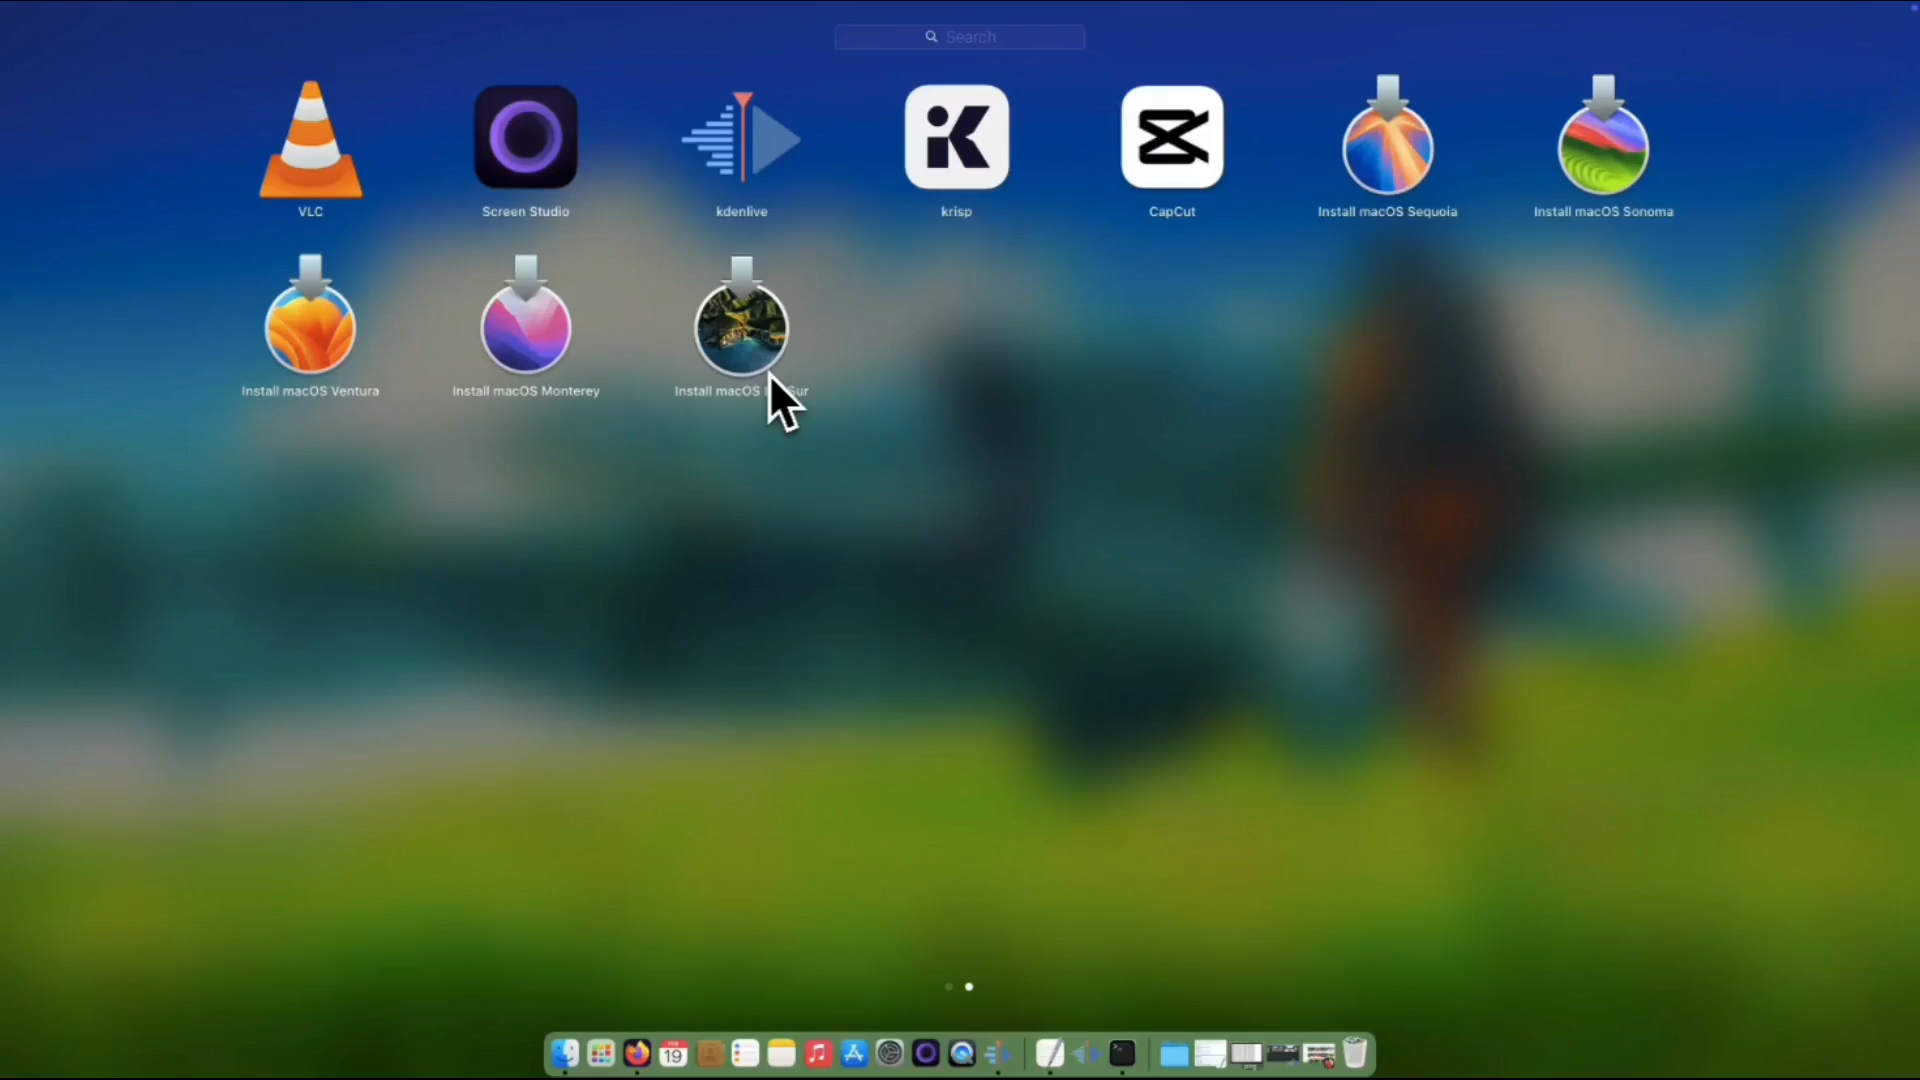 Search
VLC
Screen Studio
kdenlive
krisp
CapCut
Install macOS Sequoia
Install macOS Sonoma
Install macOS Ventura
Install macOS Monterey
Install macOS Sur
19